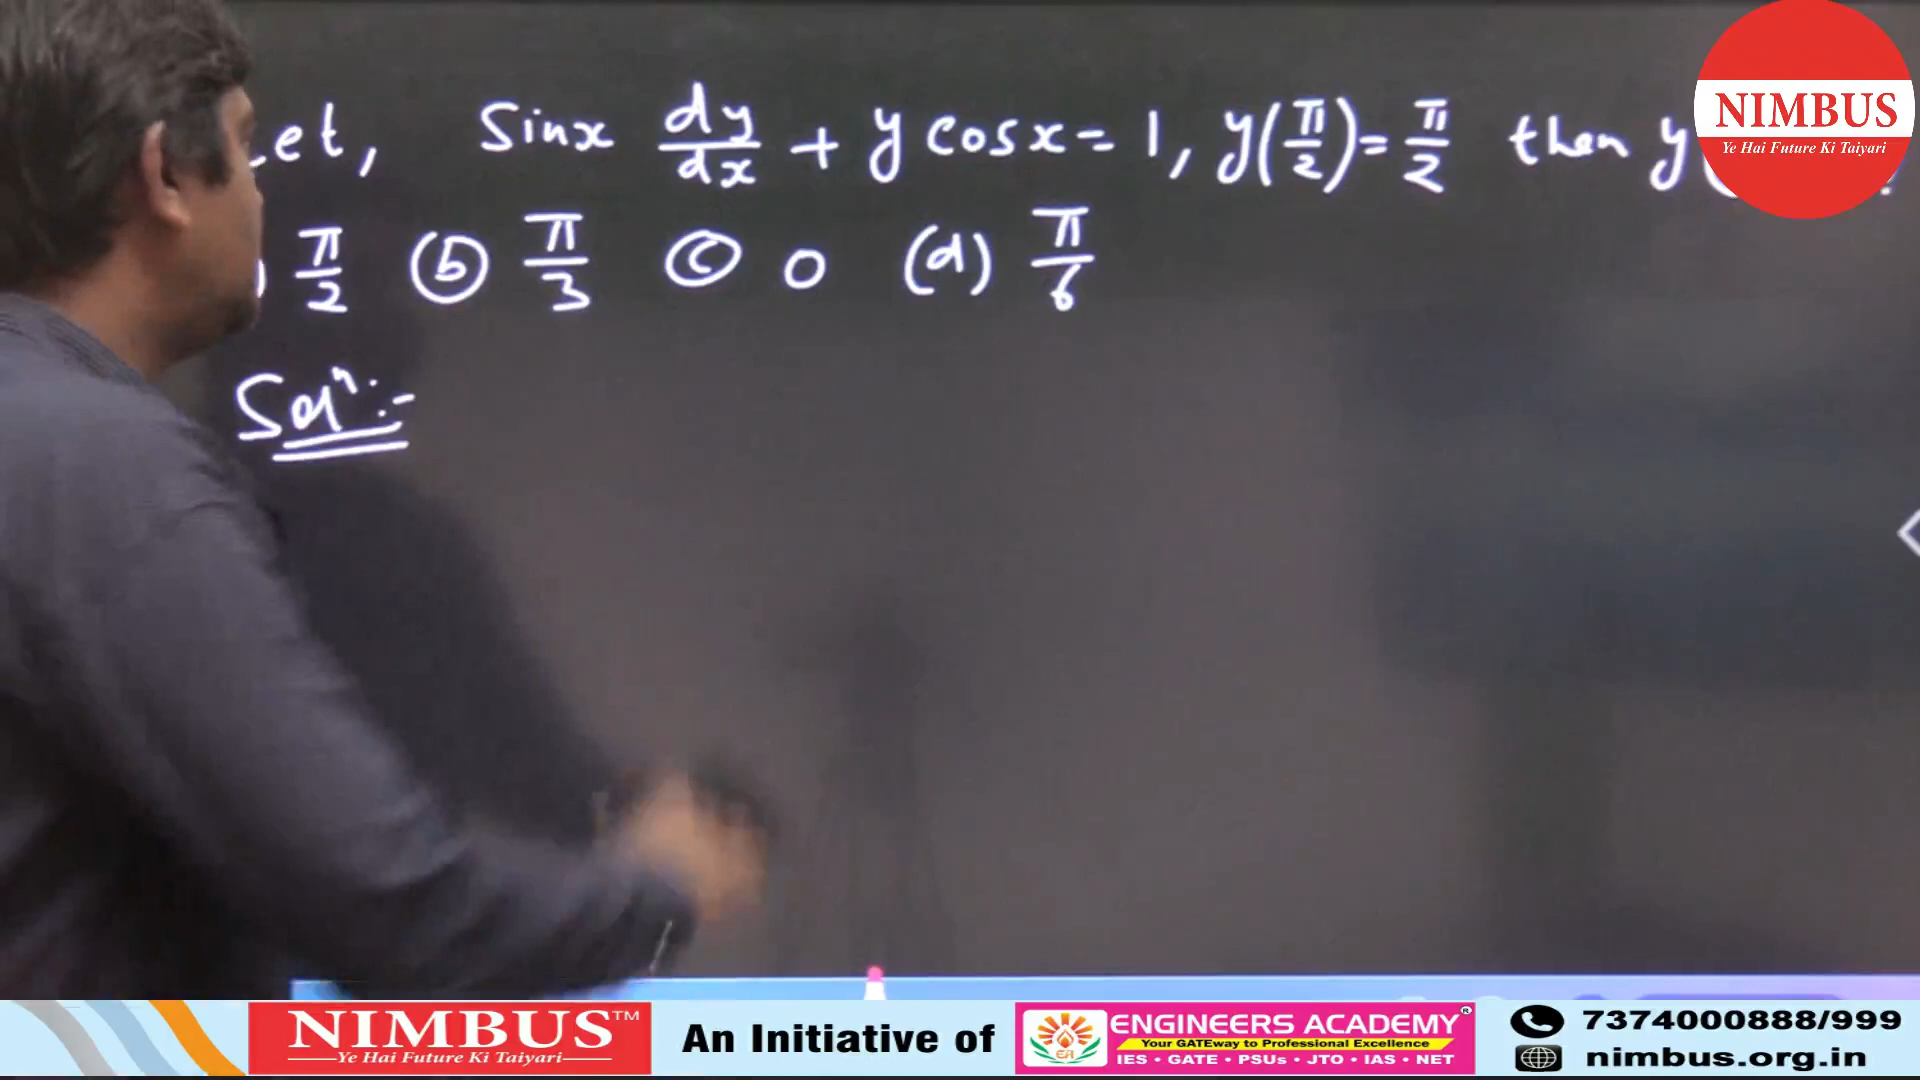 et, Sinx dy/dx + y cosx = 1, y(π/2) = π/2 then y(
) π/2 (b) π/3 (c) 0 (d) π/6
Solⁿ:-
NIMBUS
Ye Hai Future Ki Taiyari
NIMBUS™
Ye Hai Future Ki Taiyari
An Initiative of
ENGINEERS ACADEMY®
Your GATEway to Professional Excellence
IES • GATE • PSUs • JTO • IAS • NET
7374000888/999
nimbus.org.in